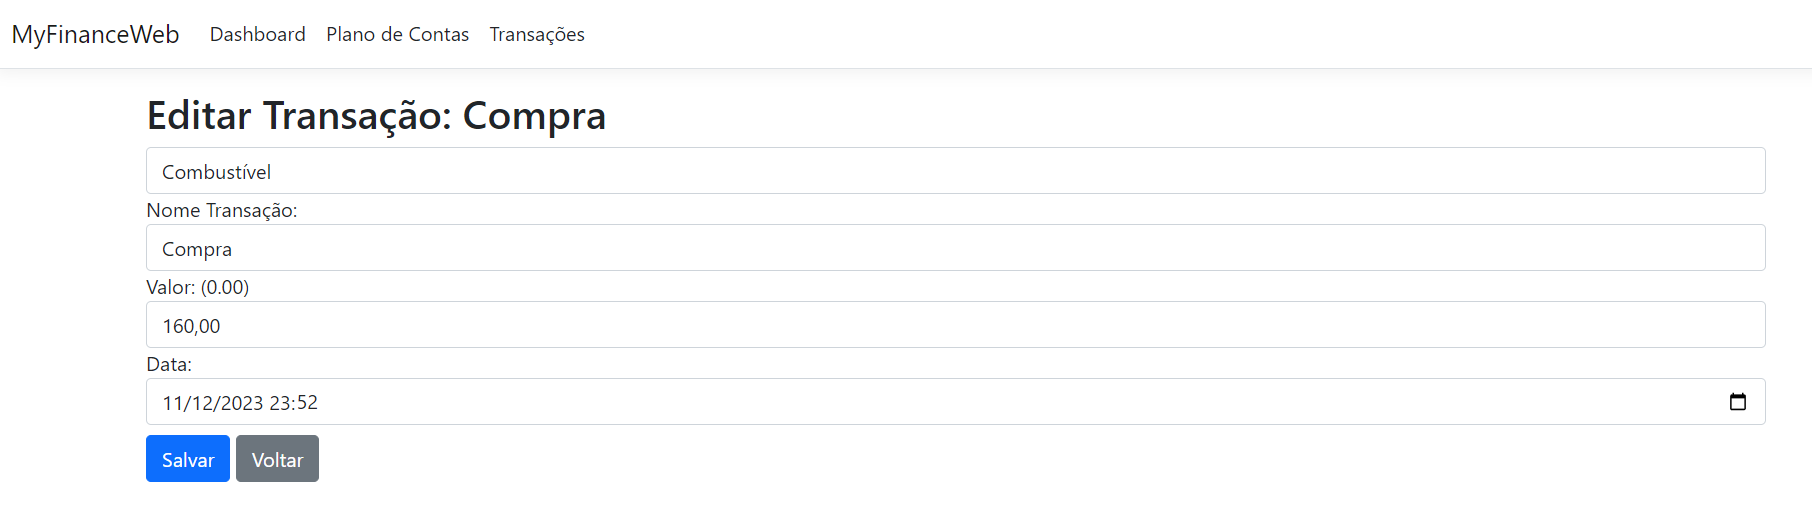 MyFinanceWeb Dashboard Plano de Contas Transações
Editar Transação: Compra
Combustível
Nome Transação:
Compra
Valor: (0.00)
160,00
Data:
11/12/2023 23:52
Salvar Voltar